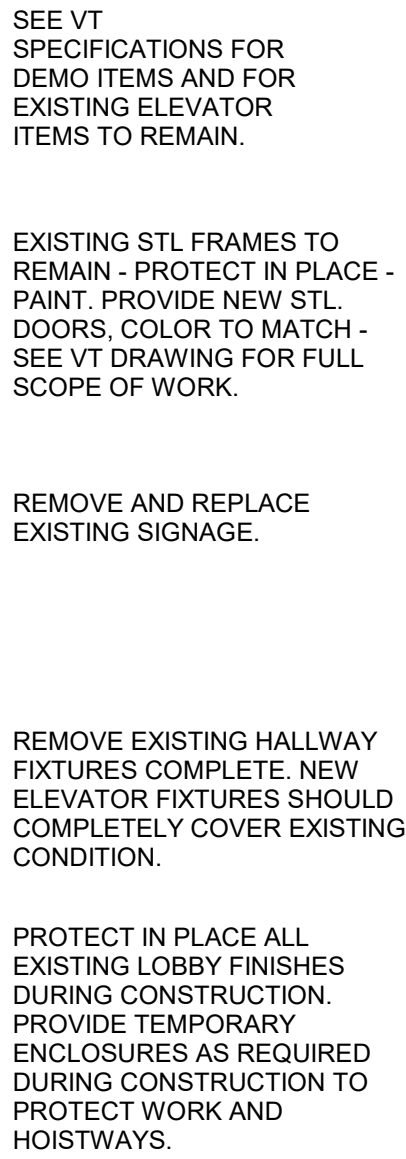 SEE VT
SPECIFICATIONS FOR
DEMO ITEMS AND FOR
EXISTING ELEVATOR
ITEMS TO REMAIN.
EXISTING STL FRAMES TO
REMAIN - PROTECT IN PLACE -
PAINT. PROVIDE NEW STL.
DOORS, COLOR TO MATCH -
SEE VT DRAWING FOR FULL
SCOPE OF WORK.
REMOVE AND REPLACE
EXISTING SIGNAGE.
REMOVE EXISTING HALLWAY
FIXTURES COMPLETE. NEW
ELEVATOR FIXTURES SHOULD
COMPLETELY COVER EXISTING
CONDITION.
PROTECT IN PLACE ALL
EXISTING LOBBY FINISHES
DURING CONSTRUCTION.
PROVIDE TEMPORARY
ENCLOSURES AS REQUIRED
DURING CONSTRUCTION TO
PROTECT WORK AND
HOISTWAYS.